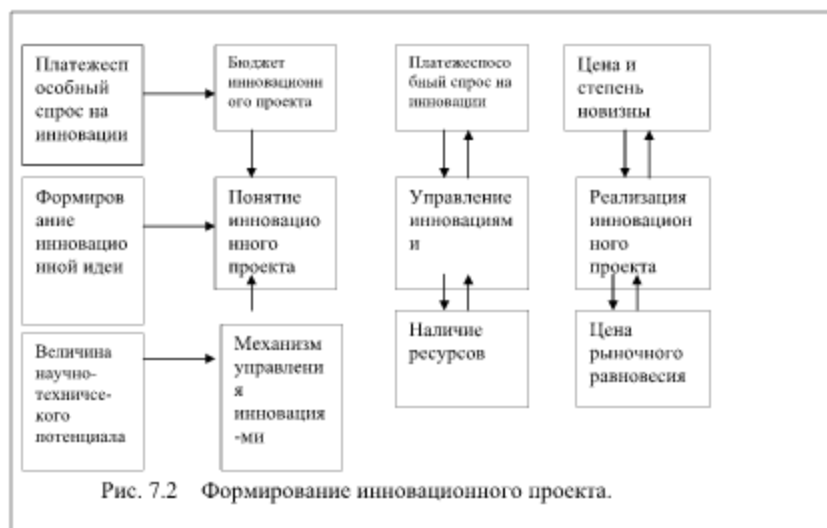 Платежесп
особный
спрос на
инновации
Бюджет
инновационн
ого проекта
Платежеспосо
бный спрос на
инновации
Цена и
степень
новизны
Формиров
ание
инновацио
нной идеи
Понятие
инновацио
нного
проекта
Управление
инновациям
и
Реализация
инновацион
ного
проекта
Величина
научно-
техничсе-
кого
потенциала
Механизм
управлени
я
инновация
-ми
Наличие
ресурсов
Цена
рыночного
равновесия
Рис. 7.2 Формирование инновационного проекта.